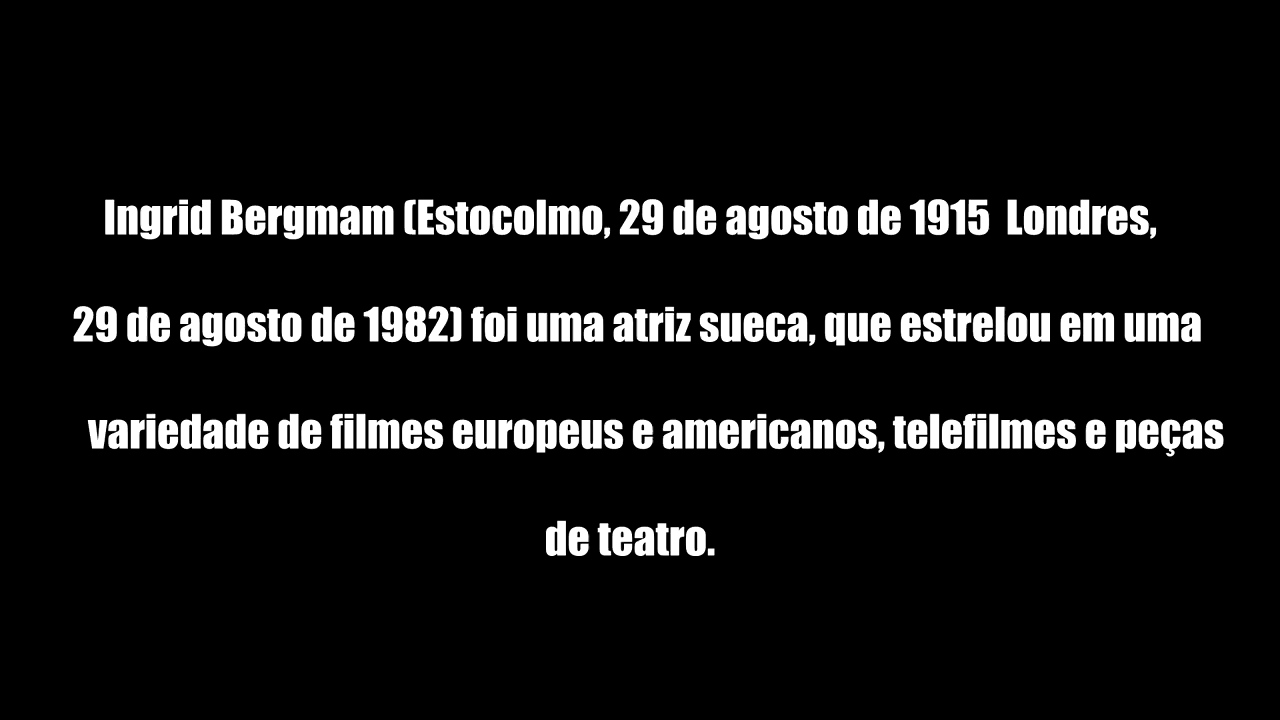 Ingrid Bergmam (Estocolmo, 29 de agosto de 1915  Londres,
29 de agosto de 1982) foi uma atriz sueca, que estrelou em uma
variedade de filmes europeus e americanos, telefilmes e peças
de teatro.